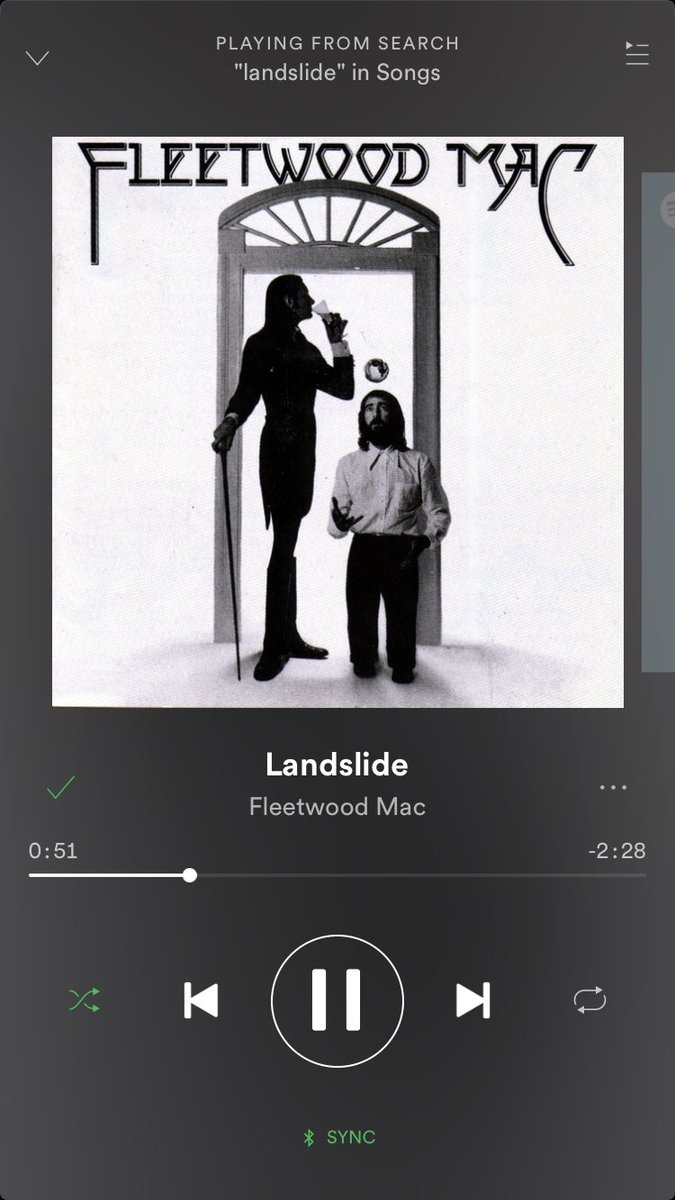 PLAYING FROM SEARCH
"landslide" in Songs
FLEETWOOD MAC
Landslide
Fleetwood Mac
0:51
-2:28
SYNC